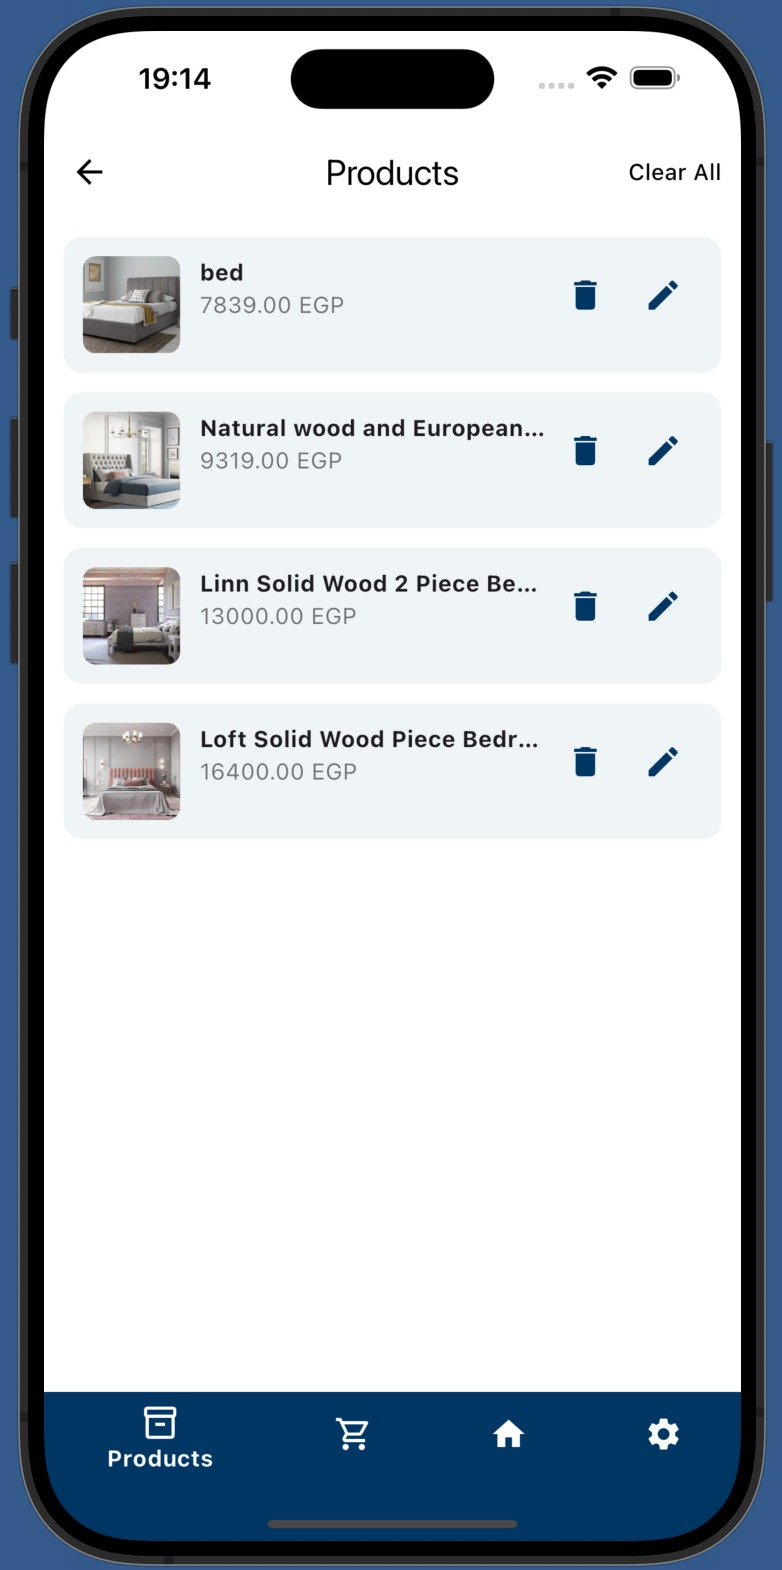 19:14
Products
Clear All
bed
7839.00 EGP
Natural wood and European...
9319.00 EGP
Linn Solid Wood 2 Piece Be...
13000.00 EGP
Loft Solid Wood Piece Bedr...
16400.00 EGP
Products